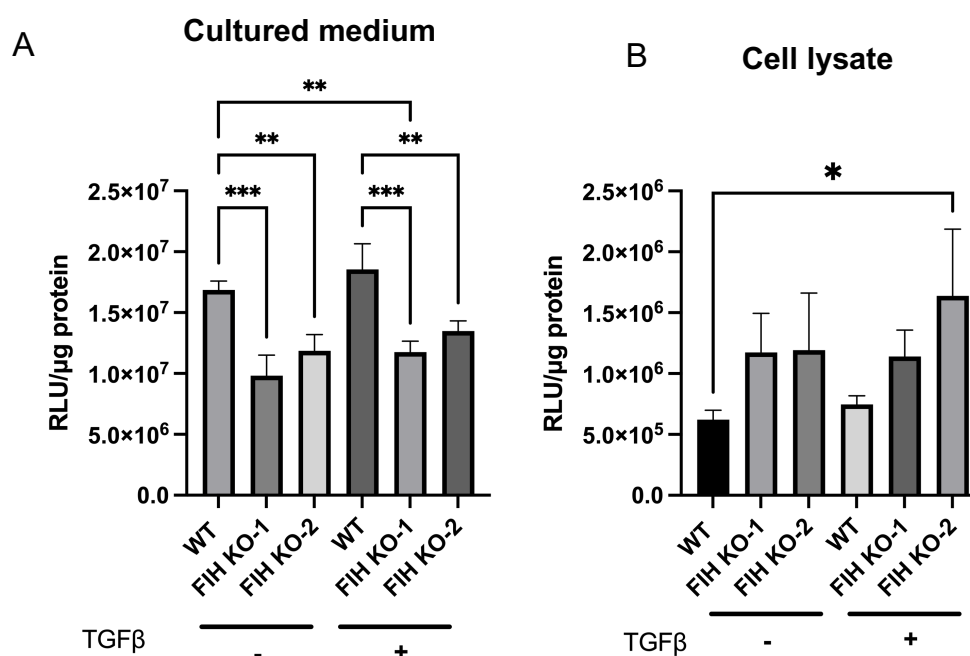 A
Cultured medium
**
**
**
***
***
2.5×10⁷
2.0×10⁷
1.5×10⁷
1.0×10⁷
5.0×10⁶
0.0
RLU/µg protein
WT
FIH KO-1
FIH KO-2
WT
FIH KO-1
FIH KO-2
TGFβ
-
+
B
Cell lysate
*
2.5×10⁶
2.0×10⁶
1.5×10⁶
1.0×10⁶
5.0×10⁵
0.0
RLU/µg protein
WT
FIH KO-1
FIH KO-2
WT
FIH KO-1
FIH KO-2
TGFβ
-
+